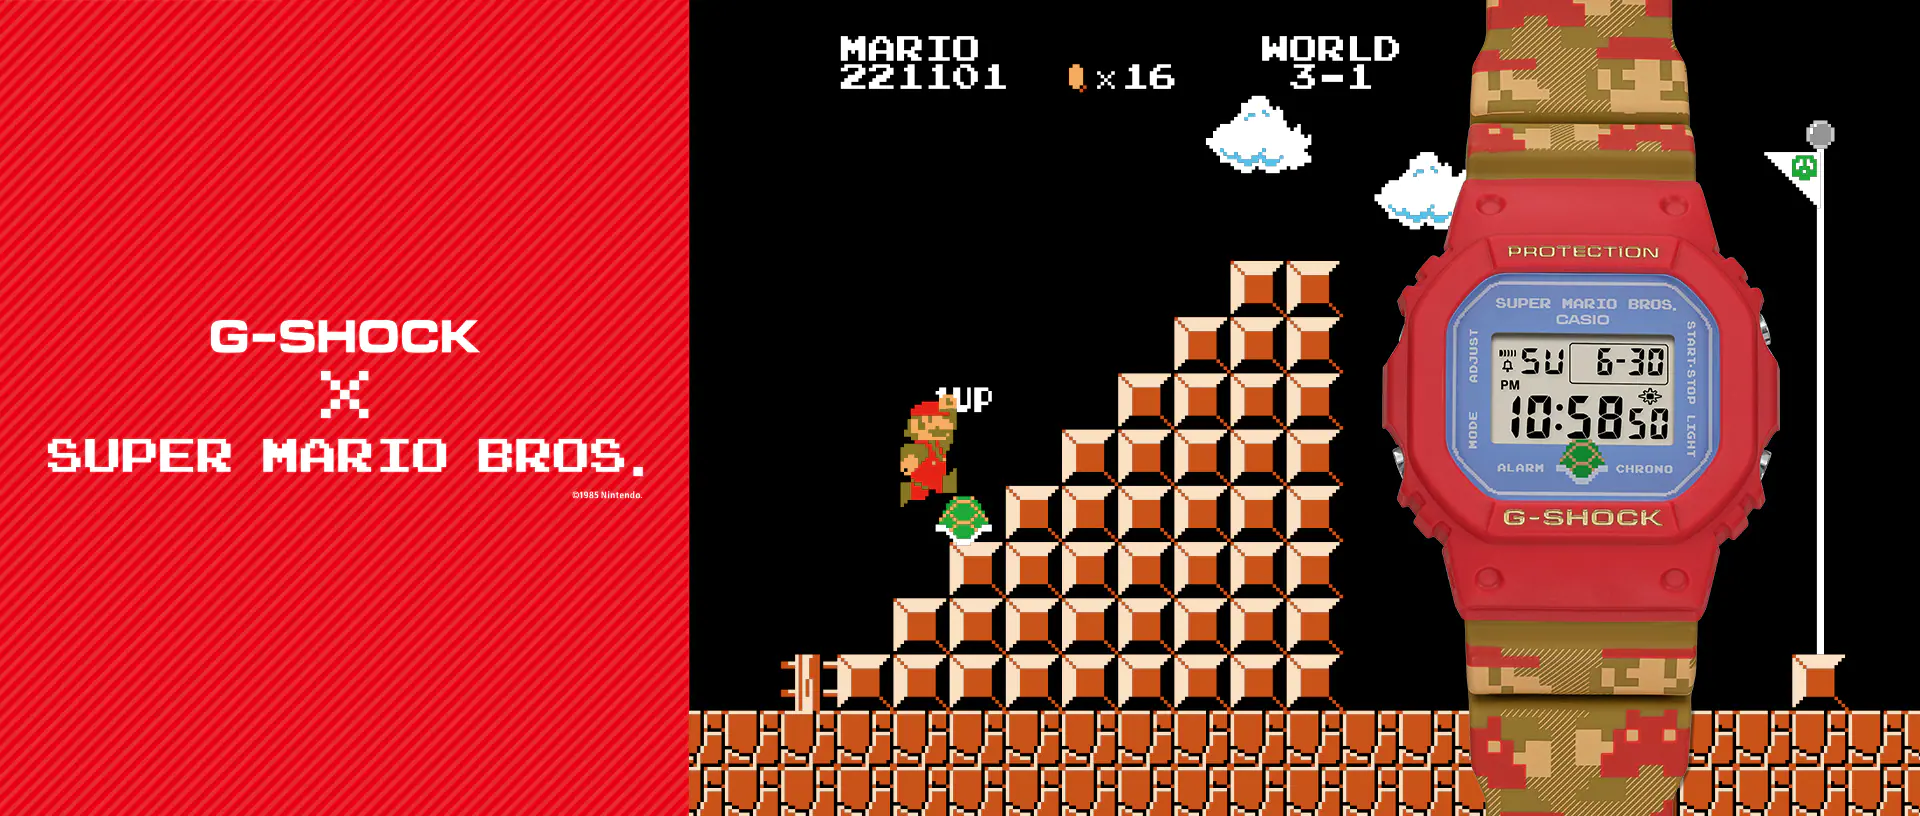 G-SHOCK
×
SUPER MARIO BROS.
©1985 Nintendo.
MARIO
221101
×16
WORLD
3-1
1UP
PROTECTION
SUPER MARIO BROS.
CASIO
ADJUST
START·STOP
MODE
LIGHT
SU 6-30
PM
10:58 50
ALARM
CHRONO
G-SHOCK